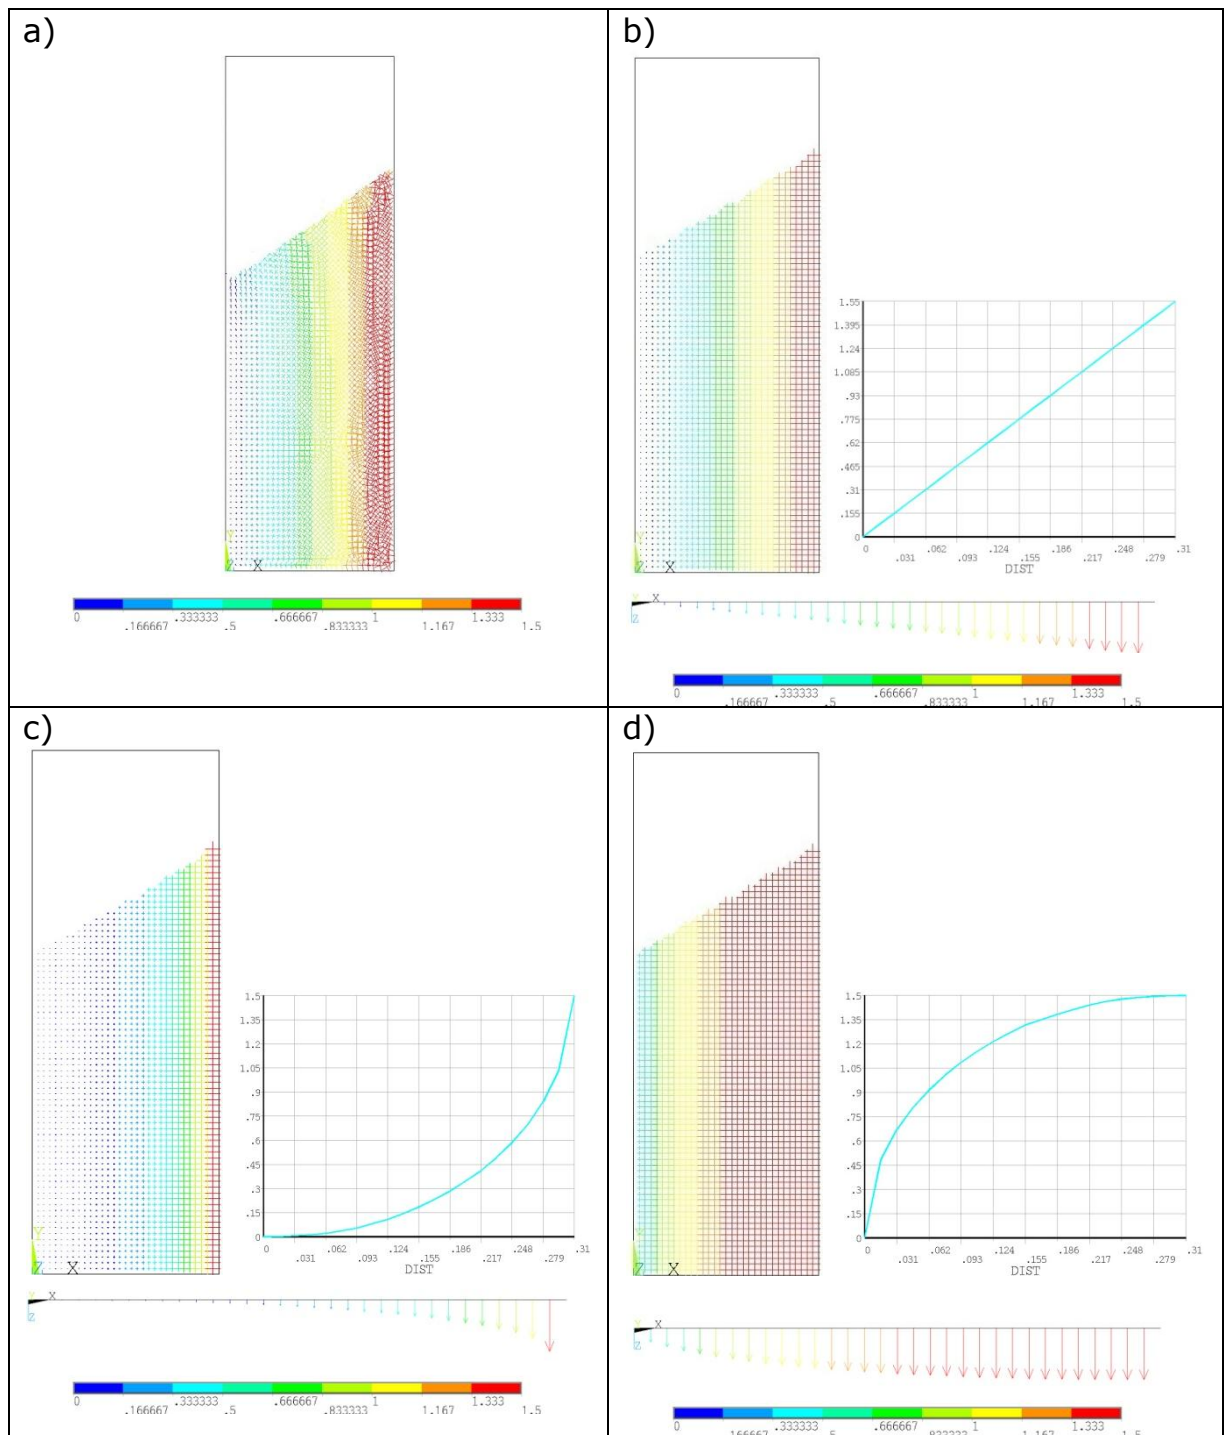 a)
Y
Z X
0 .333333 .666667 1 1.333
.166667 .5 .833333 1.167 1.5
b)
1.55
1.395
1.24
1.085
.93
.775
.62
.465
.31
.155
0
0 .062 .124 .186 .248 .31
.031 .093 .155 .217 .279
DIST
Y
Z X
Y X
Z
0 .333333 .666667 1 1.333
.166667 .5 .833333 1.167 1.5
c)
1.5
1.35
1.2
1.05
.9
.75
.6
.45
.3
.15
0
0 .062 .124 .186 .248 .31
.031 .093 .155 .217 .279
DIST
Y
Z X
Y X
Z
0 .333333 .666667 1 1.333
.166667 .5 .833333 1.167 1.5
d)
1.5
1.35
1.2
1.05
.9
.75
.6
.45
.3
.15
0
0 .062 .124 .186 .248 .31
.031 .093 .155 .217 .279
DIST
Y
Z X
Y X
Z
0 .333333 .666667 1 1.333
.166667 .5 .833333 1.167 1.5